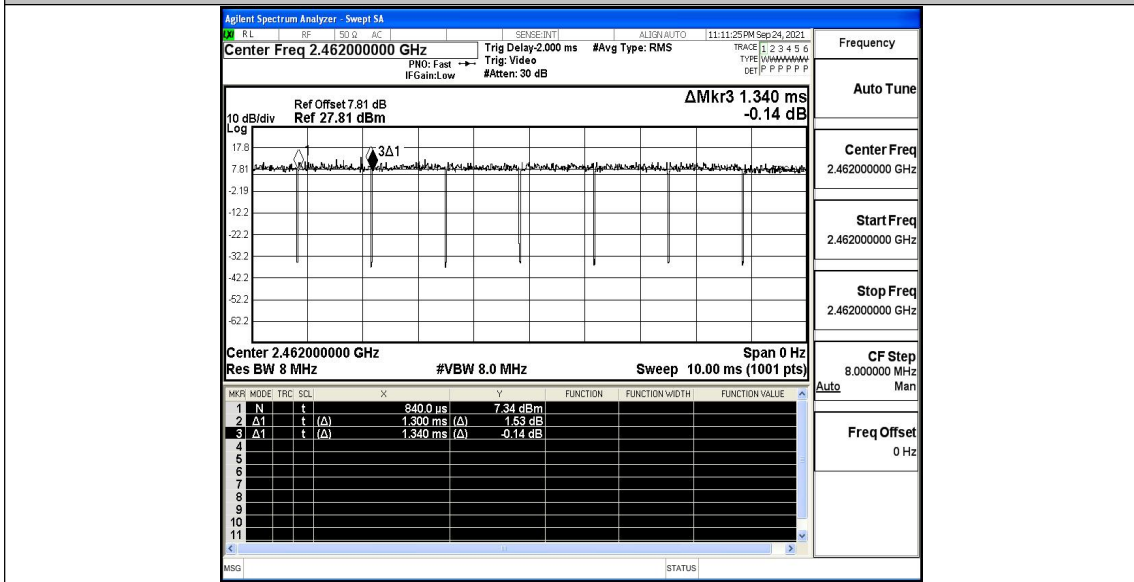 Agilent Spectrum Analyzer - Swept SA
LXI RL RF 50 Ω AC SENSE:INT ALIGN AUTO 11:11:25 PM Sep 24, 2021
Center Freq 2.462000000 GHz
PNO: Fast
IFGain:Low
Trig Delay-2.000 ms
Trig: Video
#Atten: 30 dB
#Avg Type: RMS
TRACE 1 2 3 4 5 6
TYPE
DET P P P P P P
Ref Offset 7.81 dB
10 dB/div Ref 27.81 dBm
Log
ΔMkr3 1.340 ms
-0.14 dB
17.8
7.81
-2.19
-12.2
-22.2
-32.2
-42.2
-52.2
-62.2
1
3Δ1
Center 2.462000000 GHz Span 0 Hz
Res BW 8 MHz #VBW 8.0 MHz Sweep 10.00 ms (1001 pts)
MKR MODE TRC SCL X Y FUNCTION FUNCTION WIDTH FUNCTION VALUE
1 N t 840.0 µs 7.34 dBm
2 Δ1 t (Δ) 1.300 ms (Δ) 1.53 dB
3 Δ1 t (Δ) 1.340 ms (Δ) -0.14 dB
4
5
6
7
8
9
10
11
MSG STATUS
Frequency
Auto Tune
Center Freq
2.462000000 GHz
Start Freq
2.462000000 GHz
Stop Freq
2.462000000 GHz
CF Step
8.000000 MHz
Auto Man
Freq Offset
0 Hz